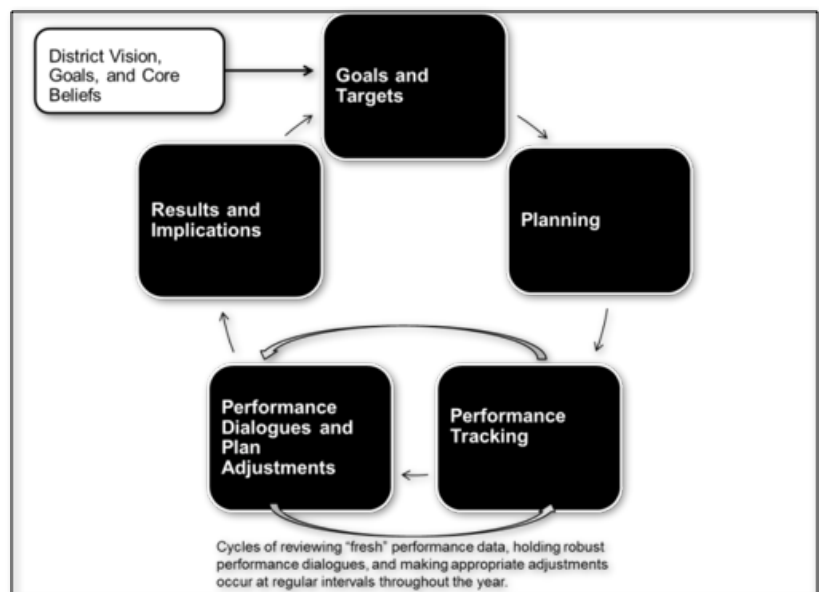 District Vision,
Goals, and Core
Beliefs
Goals and
Targets
Planning
Performance
Tracking
Performance
Dialogues and
Plan
Adjustments
Results and
Implications
Cycles of reviewing "fresh" performance data, holding robust
performance dialogues, and making appropriate adjustments
occur at regular intervals throughout the year.